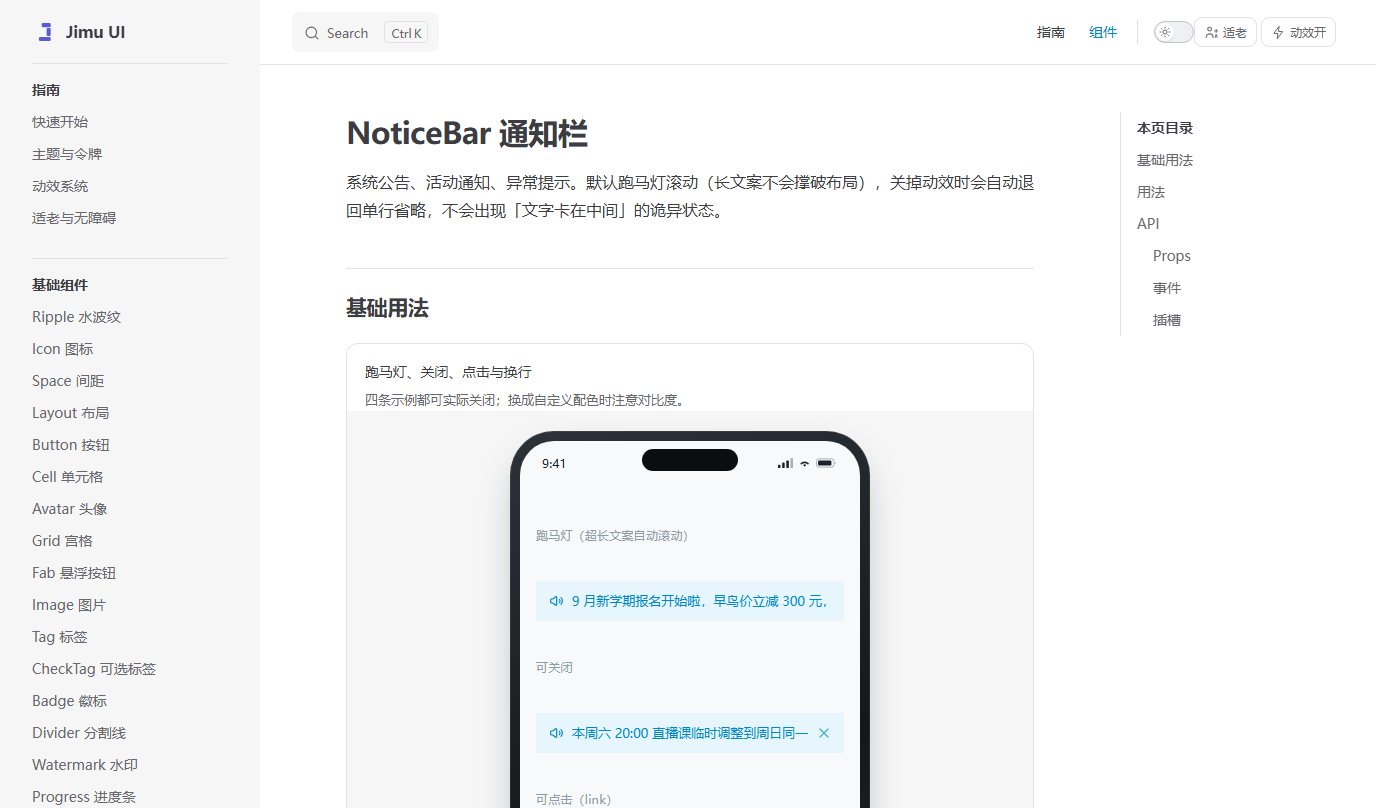 Jimu UI
Search
Ctrl K
指南
组件
适老
动效开
指南
快速开始
主题与令牌
动效系统
适老与无障碍
基础组件
Ripple 水波纹
Icon 图标
Space 间距
Layout 布局
Button 按钮
Cell 单元格
Avatar 头像
Grid 宫格
Fab 悬浮按钮
Image 图片
Tag 标签
CheckTag 可选标签
Badge 徽标
Divider 分割线
Watermark 水印
Progress 进度条
NoticeBar 通知栏
系统公告、活动通知、异常提示。默认跑马灯滚动（长文案不会撑破布局），关掉动效时会自动退
回单行省略，不会出现「文字卡在中间」的诡异状态。
基础用法
跑马灯、关闭、点击与换行
四条示例都可实际关闭；换成自定义配色时注意对比度。
9:41
跑马灯（超长文案自动滚动）
9 月新学期报名开始啦，早鸟价立减 300 元，
可关闭
本周六 20:00 直播课临时调整到周日同一
可点击（link）
本页目录
基础用法
用法
API
Props
事件
插槽